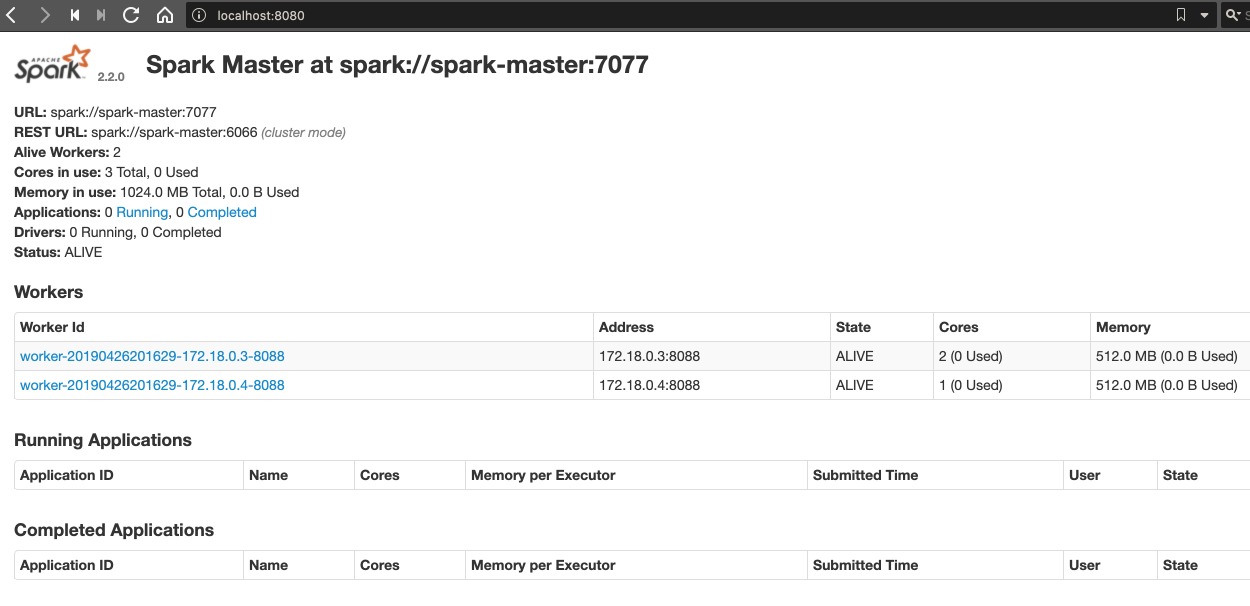 localhost:8080
S
APACHE Spark 2.2.0 Spark Master at spark://spark-master:7077
URL: spark://spark-master:7077
REST URL: spark://spark-master:6066 (cluster mode)
Alive Workers: 2
Cores in use: 3 Total, 0 Used
Memory in use: 1024.0 MB Total, 0.0 B Used
Applications: 0 Running, 0 Completed
Drivers: 0 Running, 0 Completed
Status: ALIVE
Workers
Worker Id Address State Cores Memory
worker-20190426201629-172.18.0.3-8088 172.18.0.3:8088 ALIVE 2 (0 Used) 512.0 MB (0.0 B Used)
worker-20190426201629-172.18.0.4-8088 172.18.0.4:8088 ALIVE 1 (0 Used) 512.0 MB (0.0 B Used)
Running Applications
Application ID Name Cores Memory per Executor Submitted Time User State
Completed Applications
Application ID Name Cores Memory per Executor Submitted Time User State